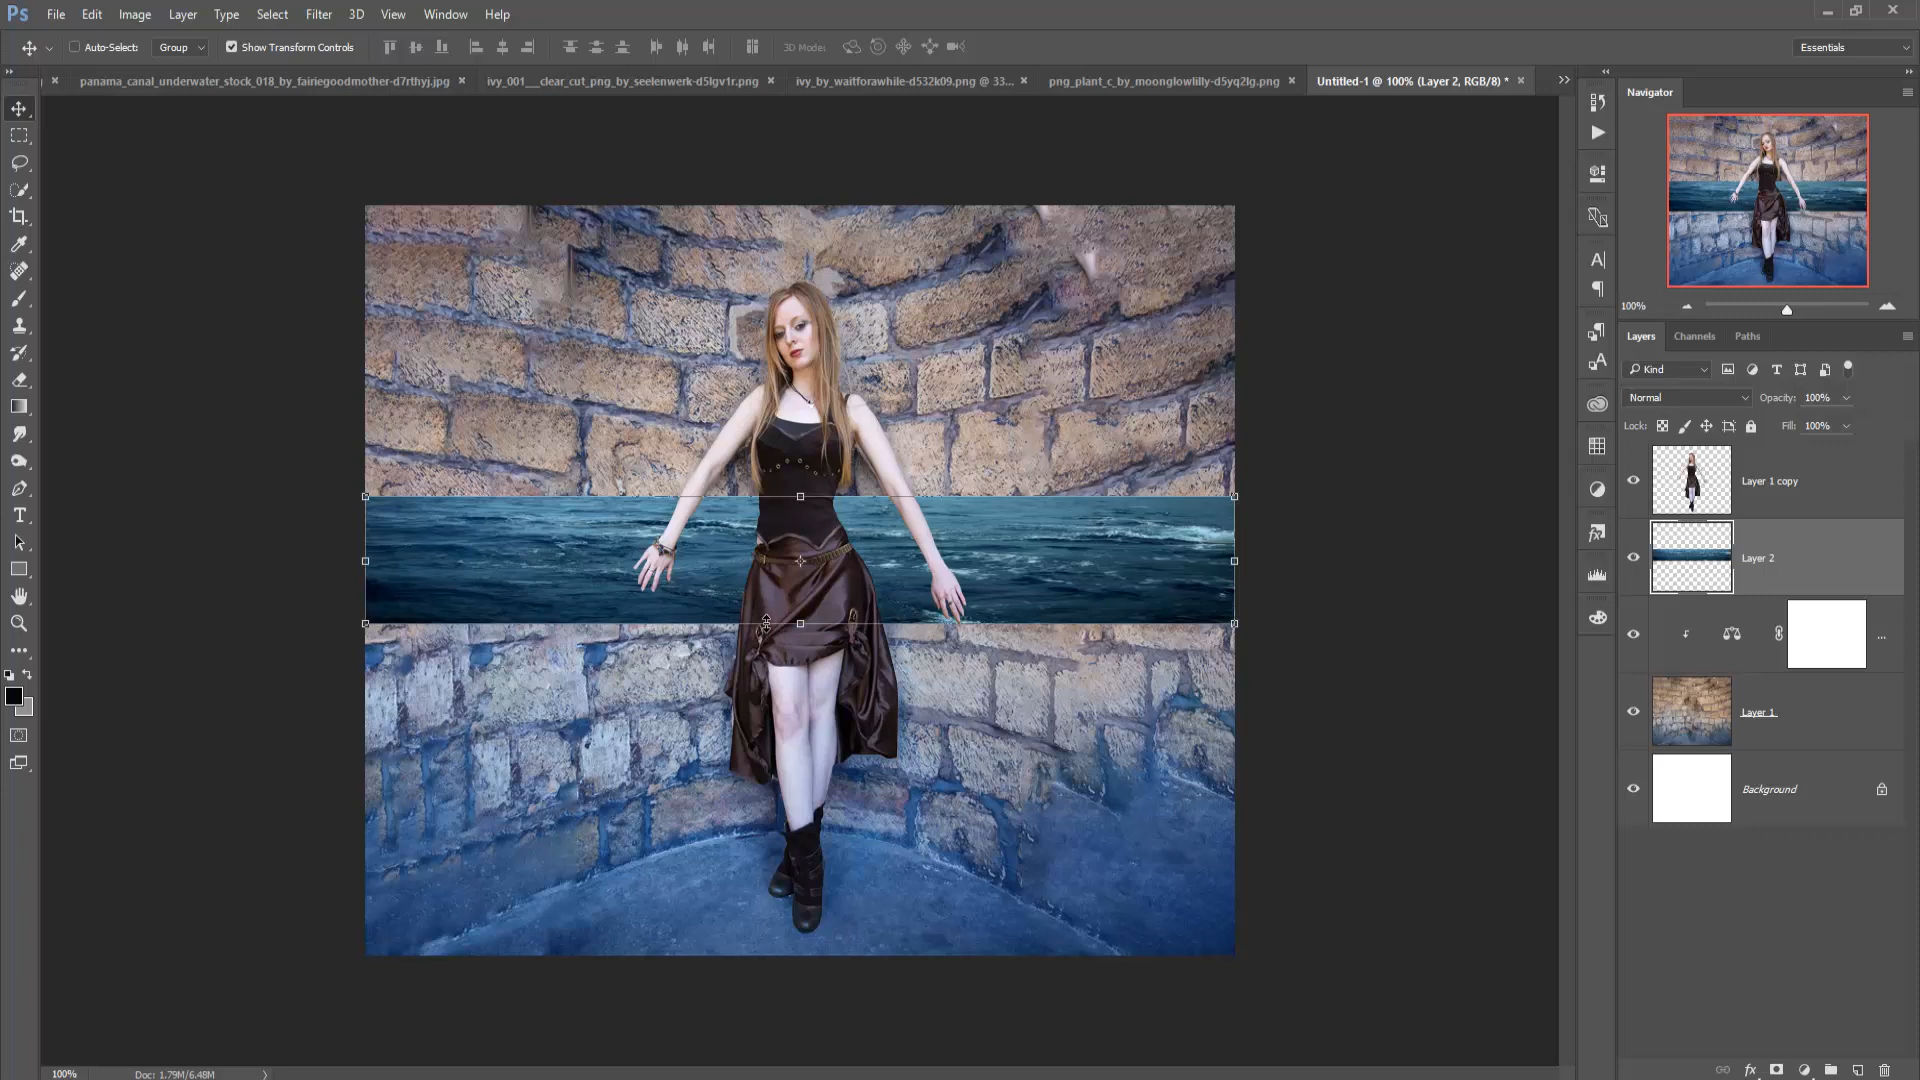 Ps File Edit Image Layer Type Select Filter 3D View Window Help
Auto-Select: Group Show Transform Controls 3D Mode: Essentials
panama_canal_underwater_stock_018_by_fairiegoodmother-d7rthyj.jpg ivy_001__clear_cut_png_by_seelenwerk-d5lgv1r.png ivy_by_waitforawhile-d532k09.png @ 33... png_plant_c_by_moonglowlilly-d5yq2lg.png Untitled-1 @ 100% (Layer 2, RGB/8) *
Navigator
100%
Layers Channels Paths
Kind
Normal Opacity: 100%
Lock: Fill: 100%
Layer 1 copy
Layer 2
...
Layer 1
Background
100% Doc: 1.79M/6.48M